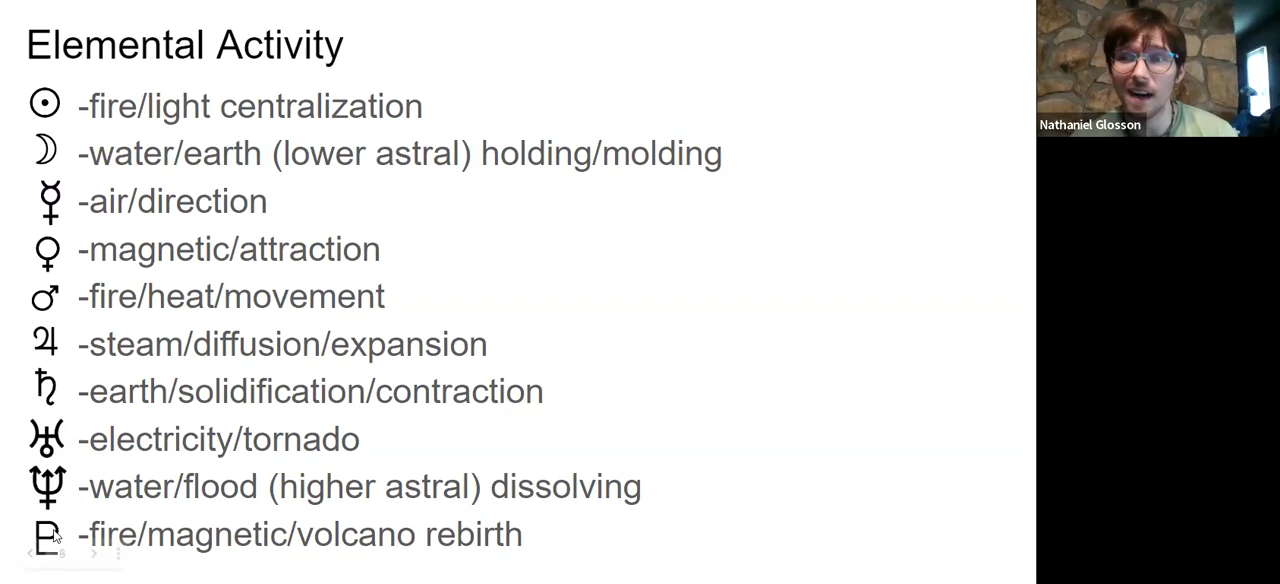 Elemental Activity
☉ -fire/light centralization
☽ -water/earth (lower astral) holding/molding
☿ -air/direction
♀ -magnetic/attraction
♂ -fire/heat/movement
♃ -steam/diffusion/expansion
♄ -earth/solidification/contraction
♅ -electricity/tornado
♆ -water/flood (higher astral) dissolving
♇ -fire/magnetic/volcano rebirth
Nathaniel Glosson